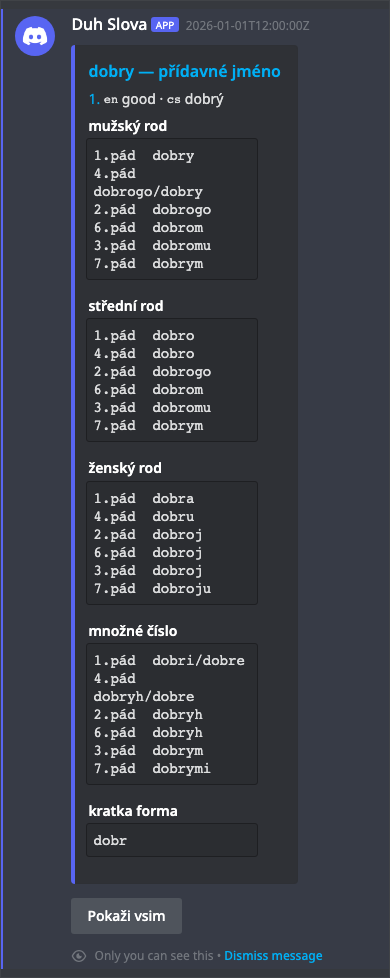 Duh Slova APP 2026-01-01T12:00:00Z
dobry — přídavné jméno
1. en good · cs dobrý
mužský rod
1.pád dobry
4.pád
dobrogo/dobry
2.pád dobrogo
6.pád dobrom
3.pád dobromu
7.pád dobrym
střední rod
1.pád dobro
4.pád dobro
2.pád dobrogo
6.pád dobrom
3.pád dobromu
7.pád dobrym
ženský rod
1.pád dobra
4.pád dobru
2.pád dobroj
6.pád dobroj
3.pád dobroj
7.pád dobroju
množné číslo
1.pád dobri/dobre
4.pád
dobryh/dobre
2.pád dobryh
6.pád dobryh
3.pád dobrym
7.pád dobrymi
kratka forma
dobr
Pokaži vsim
Only you can see this • Dismiss message